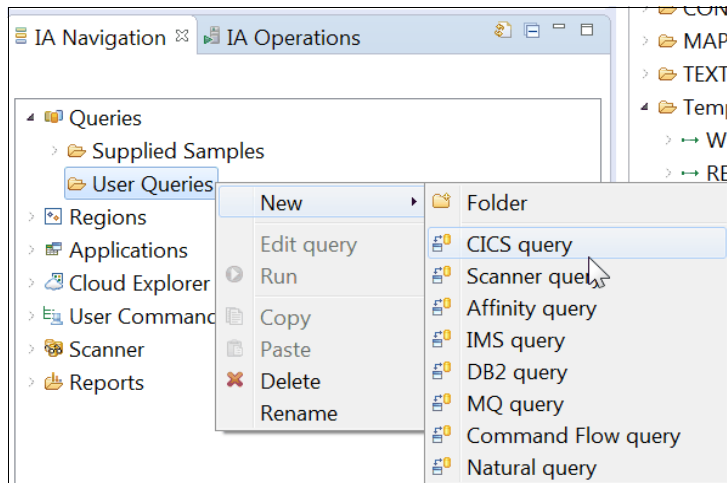 IA Navigation
IA Operations
Queries
Supplied Samples
User Queries
Regions
Applications
Cloud Explorer
User Command
Scanner
Reports
New
Edit query
Run
Copy
Paste
Delete
Rename
Folder
CICS query
Scanner query
Affinity query
IMS query
DB2 query
MQ query
Command Flow query
Natural query
CON
MAP
TEXT
Temp
W
RE